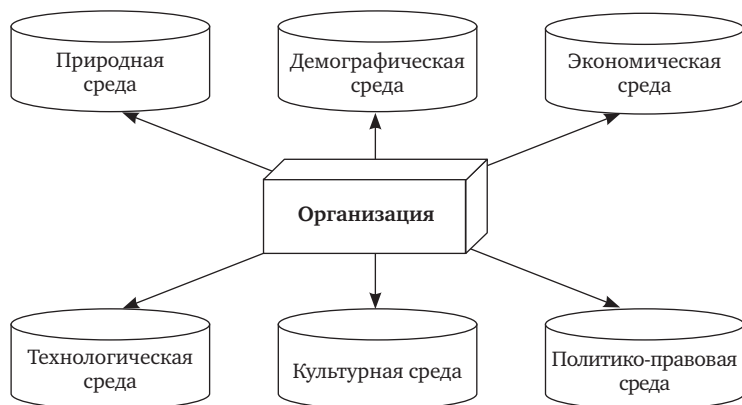 Природная
среда
Демографическая
среда
Экономическая
среда
Организация
Технологическая
среда
Культурная среда
Политико-правовая
среда